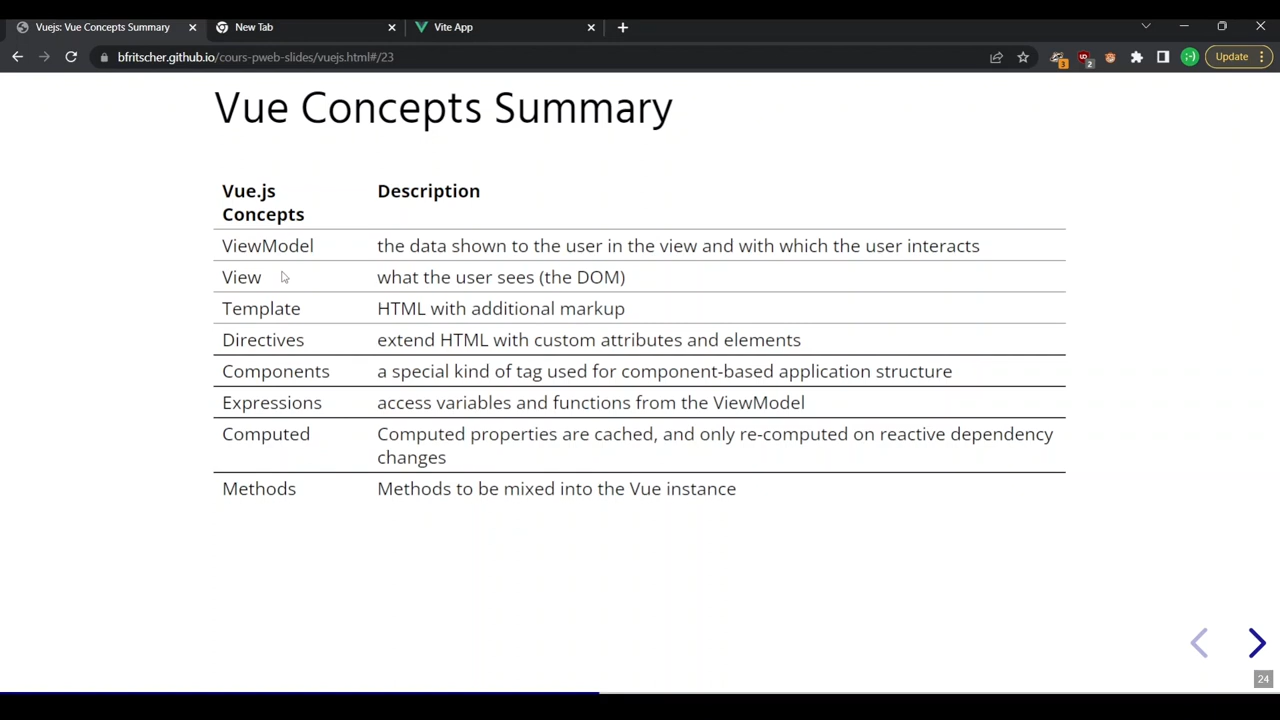 Vuejs: Vue Concepts Summary
New Tab
Vite App
bfritscher.github.io/cours-pweb-slides/vuejs.html#/23
3
2
:-)
Update
Vue Concepts Summary
Vue.js Concepts
Description
ViewModel
the data shown to the user in the view and with which the user interacts
View
what the user sees (the DOM)
Template
HTML with additional markup
Directives
extend HTML with custom attributes and elements
Components
a special kind of tag used for component-based application structure
Expressions
access variables and functions from the ViewModel
Computed
Computed properties are cached, and only re-computed on reactive dependency
changes
Methods
Methods to be mixed into the Vue instance
24